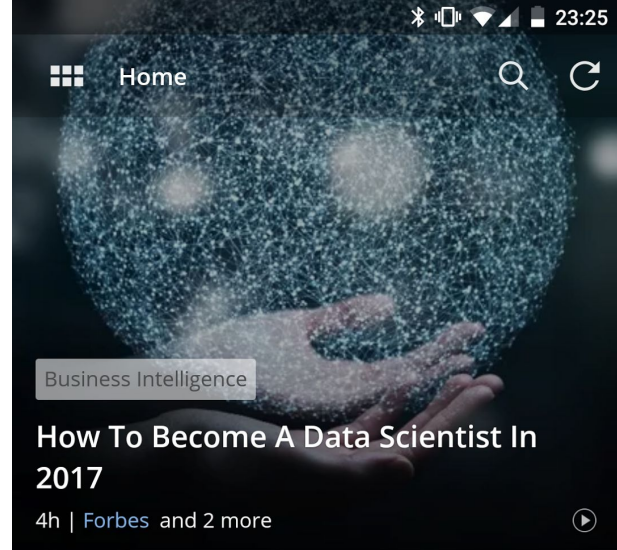 23:25
Home
Business Intelligence
How To Become A Data Scientist In
2017
4h | Forbes and 2 more